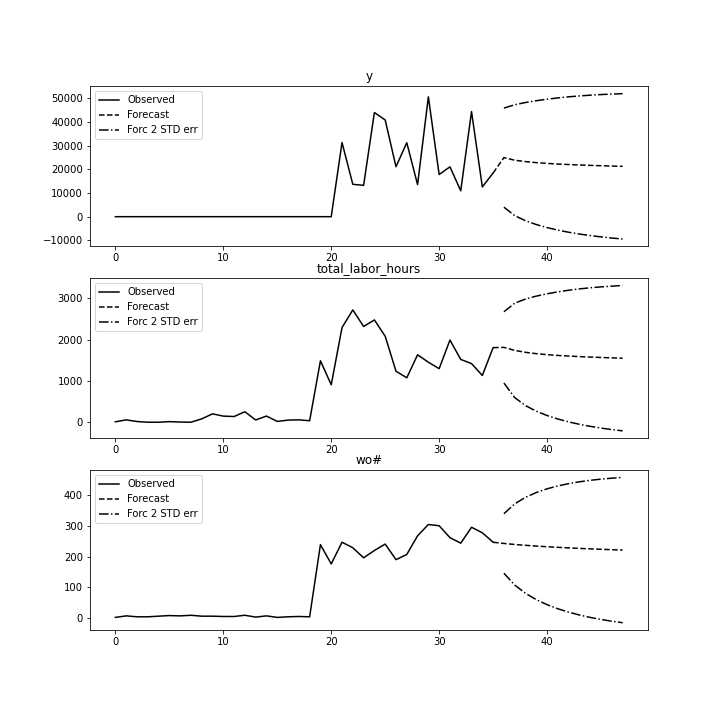 y
50000
40000
30000
20000
10000
0
−10000
Observed
Forecast
Forc 2 STD err
0 10 20 30 40
total_labor_hours
3000
2000
1000
0
Observed
Forecast
Forc 2 STD err
0 10 20 30 40
wo#
400
300
200
100
0
Observed
Forecast
Forc 2 STD err
0 10 20 30 40